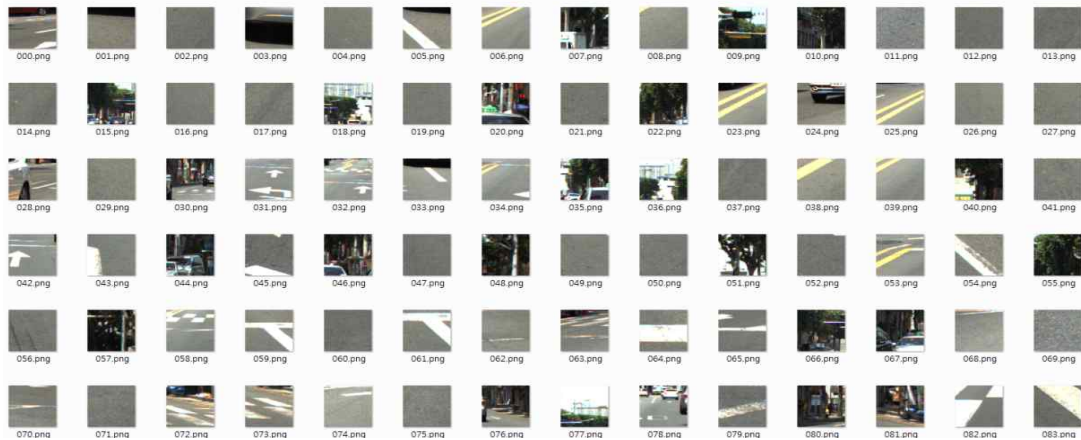 000.png 001.png 002.png 003.png 004.png 005.png 006.png 007.png 008.png 009.png 010.png 011.png 012.png 013.png
014.png 015.png 016.png 017.png 018.png 019.png 020.png 021.png 022.png 023.png 024.png 025.png 026.png 027.png
028.png 029.png 030.png 031.png 032.png 033.png 034.png 035.png 036.png 037.png 038.png 039.png 040.png 041.png
042.png 043.png 044.png 045.png 046.png 047.png 048.png 049.png 050.png 051.png 052.png 053.png 054.png 055.png
056.png 057.png 058.png 059.png 060.png 061.png 062.png 063.png 064.png 065.png 066.png 067.png 068.png 069.png
070.png 071.png 072.png 073.png 074.png 075.png 076.png 077.png 078.png 079.png 080.png 081.png 082.png 083.png